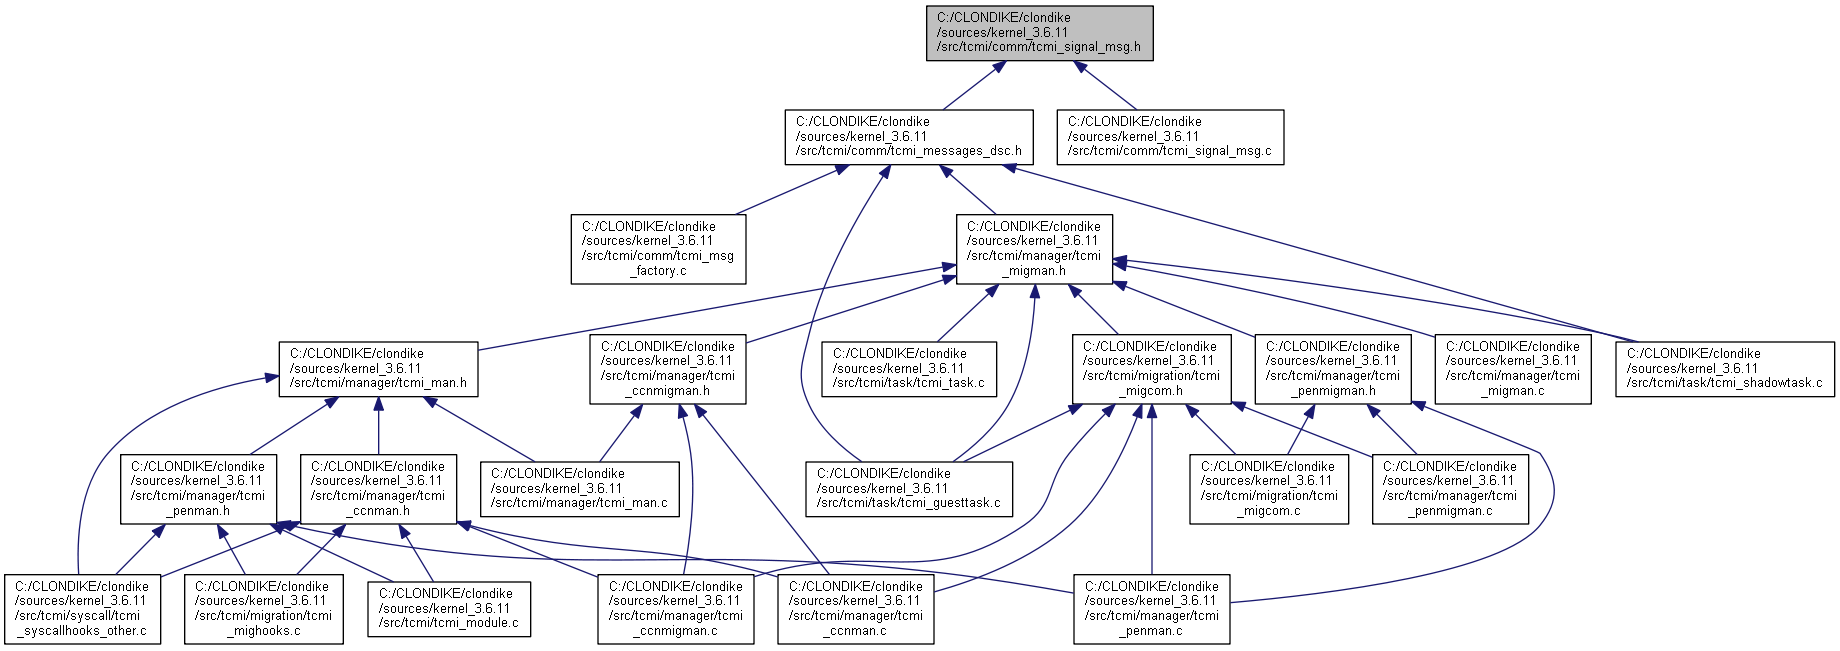 C:/CLONDIKE/clondike
/sources/kernel_3.6.11
/src/tcmi/comm/tcmi_signal_msg.h
C:/CLONDIKE/clondike
/sources/kernel_3.6.11
/src/tcmi/comm/tcmi_messages_dsc.h
C:/CLONDIKE/clondike
/sources/kernel_3.6.11
/src/tcmi/comm/tcmi_signal_msg.c
C:/CLONDIKE/clondike
/sources/kernel_3.6.11
/src/tcmi/comm/tcmi_msg
_factory.c
C:/CLONDIKE/clondike
/sources/kernel_3.6.11
/src/tcmi/manager/tcmi
_migman.h
C:/CLONDIKE/clondike
/sources/kernel_3.6.11
/src/tcmi/manager/tcmi_man.h
C:/CLONDIKE/clondike
/sources/kernel_3.6.11
/src/tcmi/manager/tcmi
_ccnmigman.h
C:/CLONDIKE/clondike
/sources/kernel_3.6.11
/src/tcmi/task/tcmi_task.c
C:/CLONDIKE/clondike
/sources/kernel_3.6.11
/src/tcmi/migration/tcmi
_migcom.h
C:/CLONDIKE/clondike
/sources/kernel_3.6.11
/src/tcmi/manager/tcmi
_penmigman.h
C:/CLONDIKE/clondike
/sources/kernel_3.6.11
/src/tcmi/manager/tcmi
_migman.c
C:/CLONDIKE/clondike
/sources/kernel_3.6.11
/src/tcmi/task/tcmi_shadowtask.c
C:/CLONDIKE/clondike
/sources/kernel_3.6.11
/src/tcmi/manager/tcmi
_penman.h
C:/CLONDIKE/clondike
/sources/kernel_3.6.11
/src/tcmi/manager/tcmi
_ccnman.h
C:/CLONDIKE/clondike
/sources/kernel_3.6.11
/src/tcmi/manager/tcmi_man.c
C:/CLONDIKE/clondike
/sources/kernel_3.6.11
/src/tcmi/task/tcmi_guesttask.c
C:/CLONDIKE/clondike
/sources/kernel_3.6.11
/src/tcmi/migration/tcmi
_migcom.c
C:/CLONDIKE/clondike
/sources/kernel_3.6.11
/src/tcmi/manager/tcmi
_penmigman.c
C:/CLONDIKE/clondike
/sources/kernel_3.6.11
/src/tcmi/syscall/tcmi
_syscallhooks_other.c
C:/CLONDIKE/clondike
/sources/kernel_3.6.11
/src/tcmi/migration/tcmi
_mighooks.c
C:/CLONDIKE/clondike
/sources/kernel_3.6.11
/src/tcmi/tcmi_module.c
C:/CLONDIKE/clondike
/sources/kernel_3.6.11
/src/tcmi/manager/tcmi
_ccnmigman.c
C:/CLONDIKE/clondike
/sources/kernel_3.6.11
/src/tcmi/manager/tcmi
_ccnman.c
C:/CLONDIKE/clondike
/sources/kernel_3.6.11
/src/tcmi/manager/tcmi
_penman.c